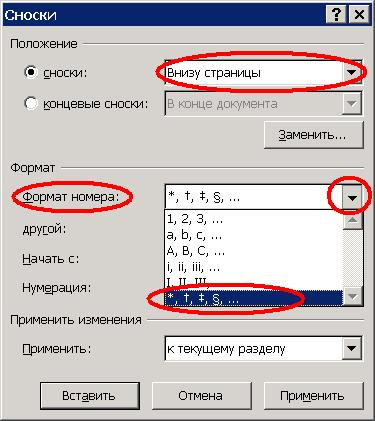 Сноски
Положение
сноски: Внизу страницы
концевые сноски: В конце документа
Заменить...
Формат
Формат номера: *, †, ‡, §, ...
1, 2, 3, ...
другой: a, b, c, ...
A, B, C, ...
Начать с: i, ii, iii, ...
I, II, III, ...
Нумерация: *, †, ‡, §, ...
Применить изменения
Применить: к текущему разделу
Вставить Отмена Применить